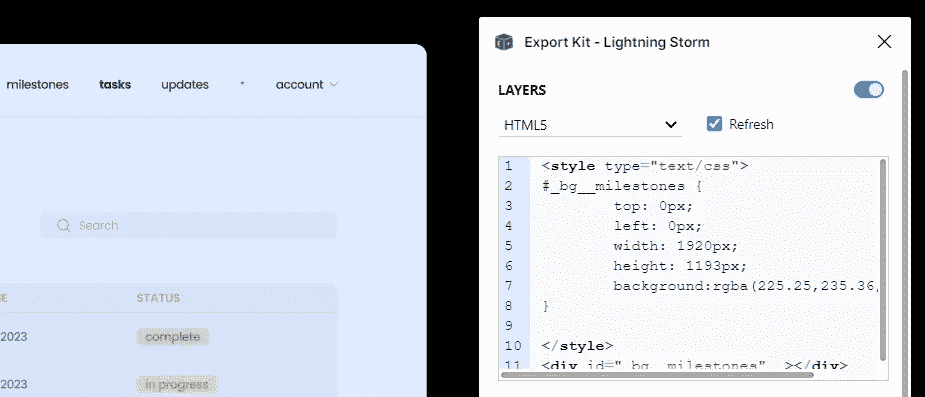 Export Kit - Lightning Storm
milestones tasks updates * account
LAYERS
HTML5 Refresh
Search
1 <style type="text/css">
2 #_bg__milestones {
3 top: 0px;
4 left: 0px;
5 width: 1920px;
6 height: 1193px;
7 background:rgba(225.25,235.36,
8 }
9
10 </style>
11 <div id="_bg__milestones" ></div>
STATUS
2023 complete
2023 in progress